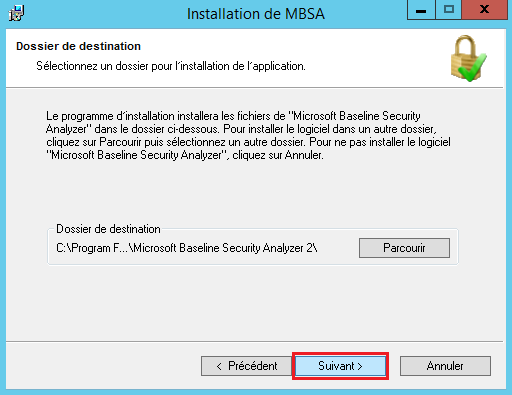 Installation de MBSA
Dossier de destination
Sélectionnez un dossier pour l'installation de l'application.
Le programme d'installation installera les fichiers de "Microsoft Baseline Security
Analyzer" dans le dossier ci-dessous. Pour installer le logiciel dans un autre dossier,
cliquez sur Parcourir puis sélectionnez un autre dossier. Pour ne pas installer le logiciel
"Microsoft Baseline Security Analyzer", cliquez sur Annuler.
Dossier de destination
C:\Program F...\Microsoft Baseline Security Analyzer 2\
Parcourir
< Précédent
Suivant >
Annuler